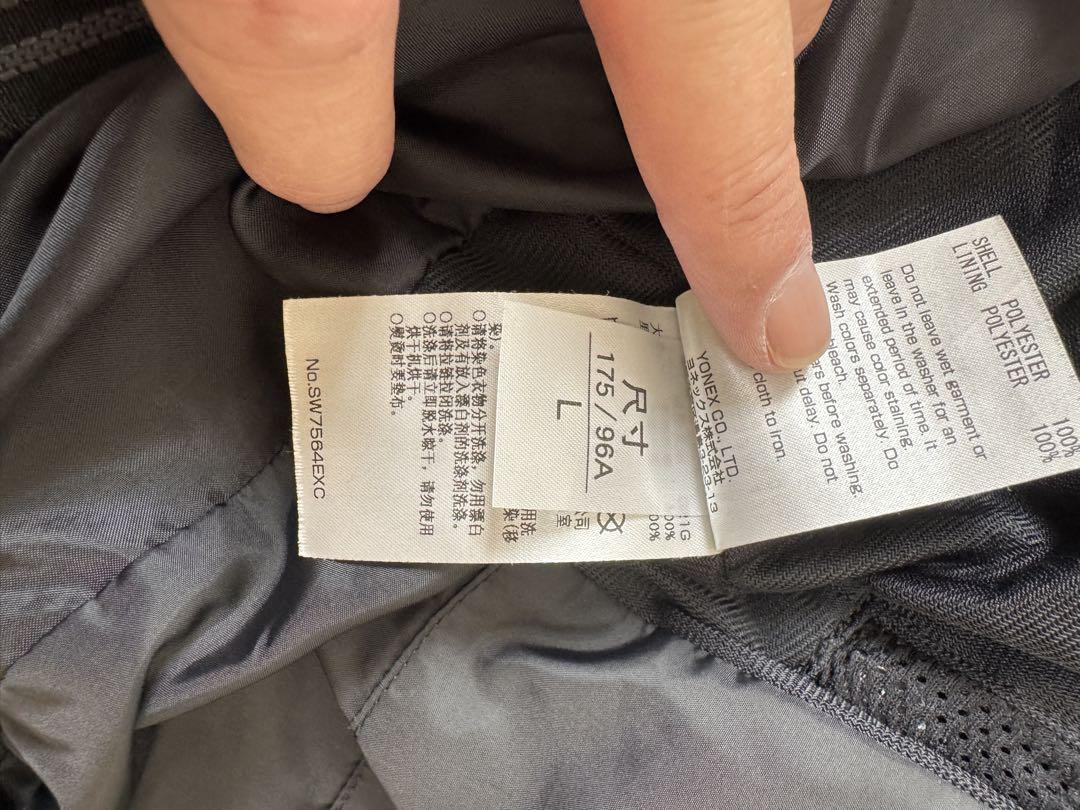 SHELL POLYESTER 100%
LINING POLYESTER 100%
Do not leave wet garment or
leave in the washer for an
extended period of time, it
may cause color staining.
Wash colors separately. Do
bleach.
before washing.
delay. Do not
cloth to Iron.
YONEX CO., LTD.
ヨネックス株式会社
尺寸
175/96A
L
染)。
○请将染色衣物分开洗涤,勿用漂白
剂及有放入漂白剂的洗涤剂洗涤。
○请将拉链拉闭洗涤。
○洗涤后请立即脱水晾干,请勿使用
烘干机烘干。
○熨烫时要垫布。
No.SW7564EXC